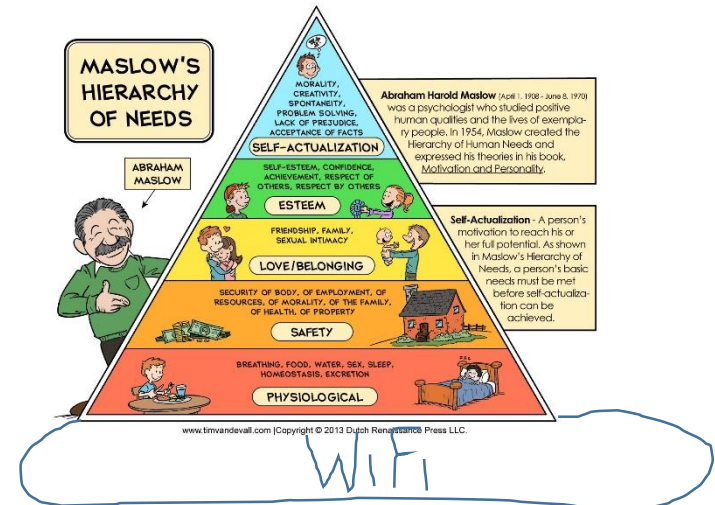 MASLOW'S
HIERARCHY
OF NEEDS
ABRAHAM
MASLOW
MORALITY,
CREATIVITY,
SPONTANEITY,
PROBLEM SOLVING,
LACK OF PREJUDICE,
ACCEPTANCE OF FACTS
SELF-ACTUALIZATION
SELF-ESTEEM, CONFIDENCE,
ACHIEVEMENT, RESPECT OF
OTHERS, RESPECT BY OTHERS
ESTEEM
FRIENDSHIP, FAMILY,
SEXUAL INTIMACY
LOVE/BELONGING
SECURITY OF BODY, OF EMPLOYMENT, OF
RESOURCES, OF MORALITY, OF THE FAMILY,
OF HEALTH, OF PROPERTY
SAFETY
BREATHING, FOOD, WATER, SEX, SLEEP,
HOMEOSTASIS, EXCRETION
PHYSIOLOGICAL
Abraham Harold Maslow (April 1, 1908 - June 8, 1970)
was a psychologist who studied positive
human qualities and the lives of exempla-
ry people. In 1954, Maslow created the
Hierarchy of Human Needs and
expressed his theories in his book,
Motivation and Personality.
Self-Actualization - A person's
motivation to reach his or
her full potential. As shown
in Maslow's Hierarchy of
Needs, a person's basic
needs must be met
before self-actualiza-
tion can be
achieved.
ZZZ
www.timvandevall.com |Copyright © 2013 Dutch Renaissance Press LLC.
WiFi